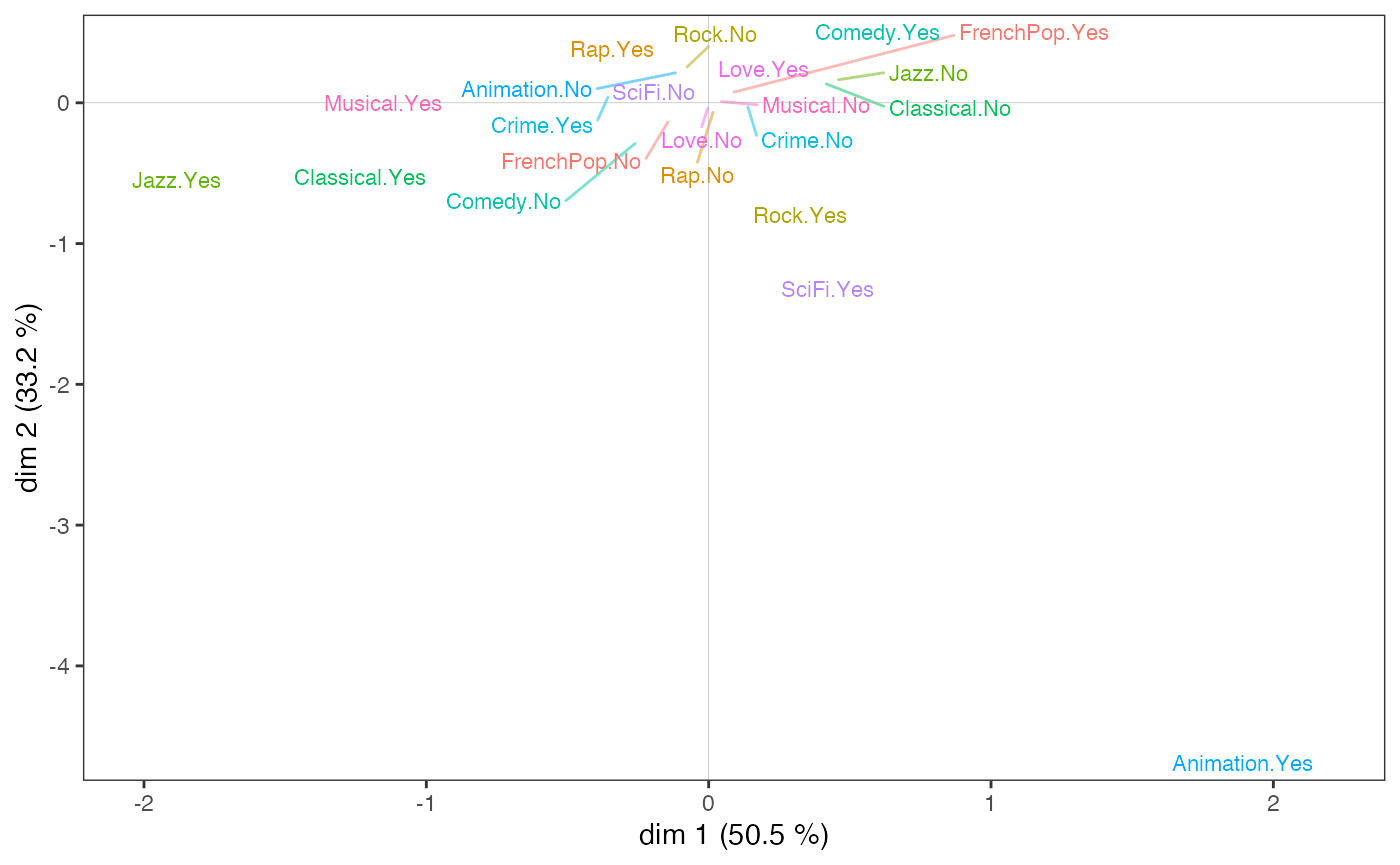 Comedy.Yes
FrenchPop.Yes
Rock.No
Rap.Yes
Love.Yes
Jazz.No
Animation.No
SciFi.No
Musical.Yes
Musical.No
Classical.No
Crime.Yes
Love.No
Crime.No
FrenchPop.No
Rap.No
Jazz.Yes
Classical.Yes
Comedy.No
Rock.Yes
SciFi.Yes
Animation.Yes
0
-1
-2
-3
-4
dim 2 (33.2 %)
-2 -1 0 1 2
dim 1 (50.5 %)